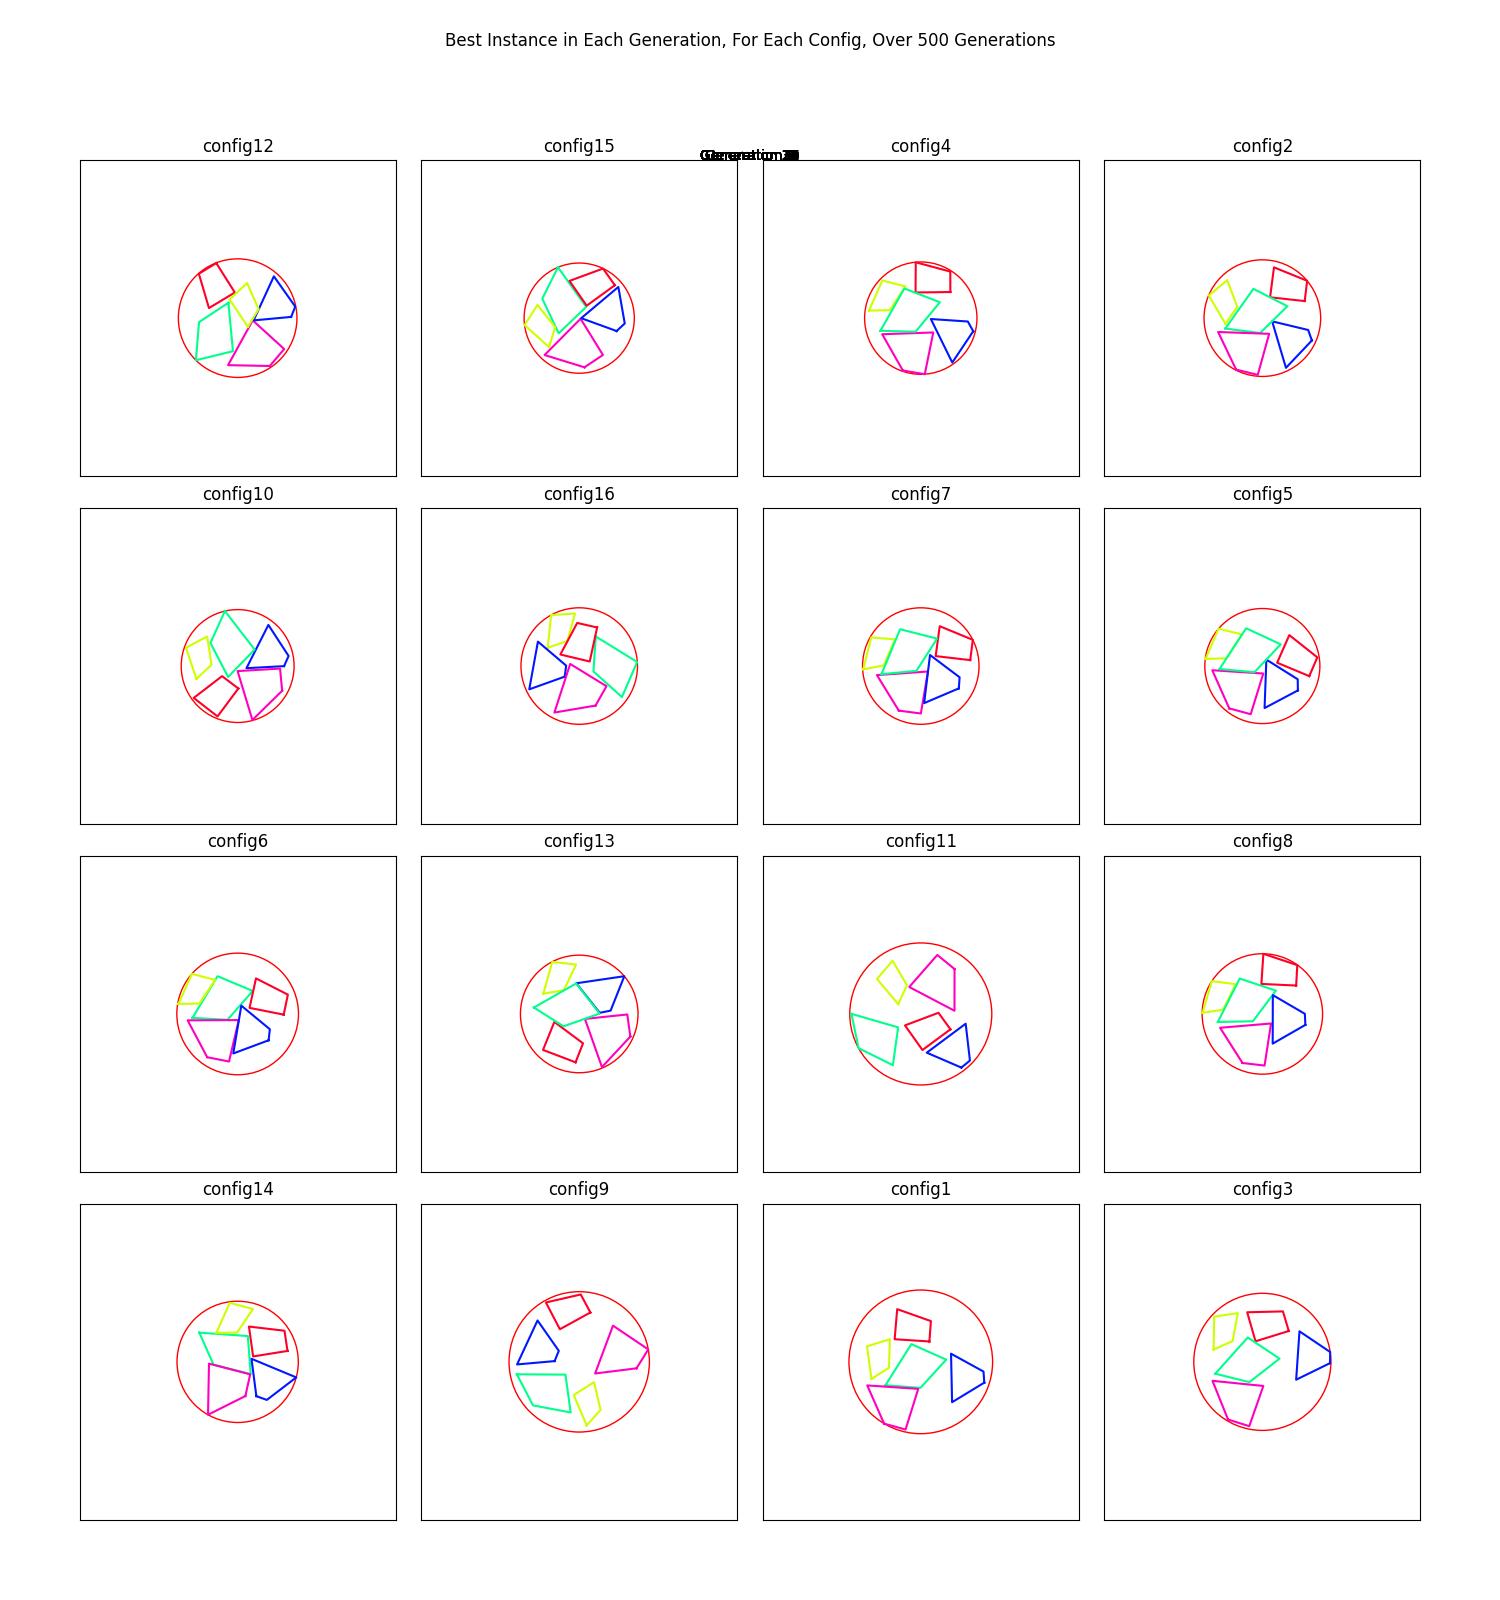 Best Instance in Each Generation, For Each Config, Over 500 Generations
config12
config15
config4
config2
config10
config16
config7
config5
config6
config13
config11
config8
config14
config9
config1
config3